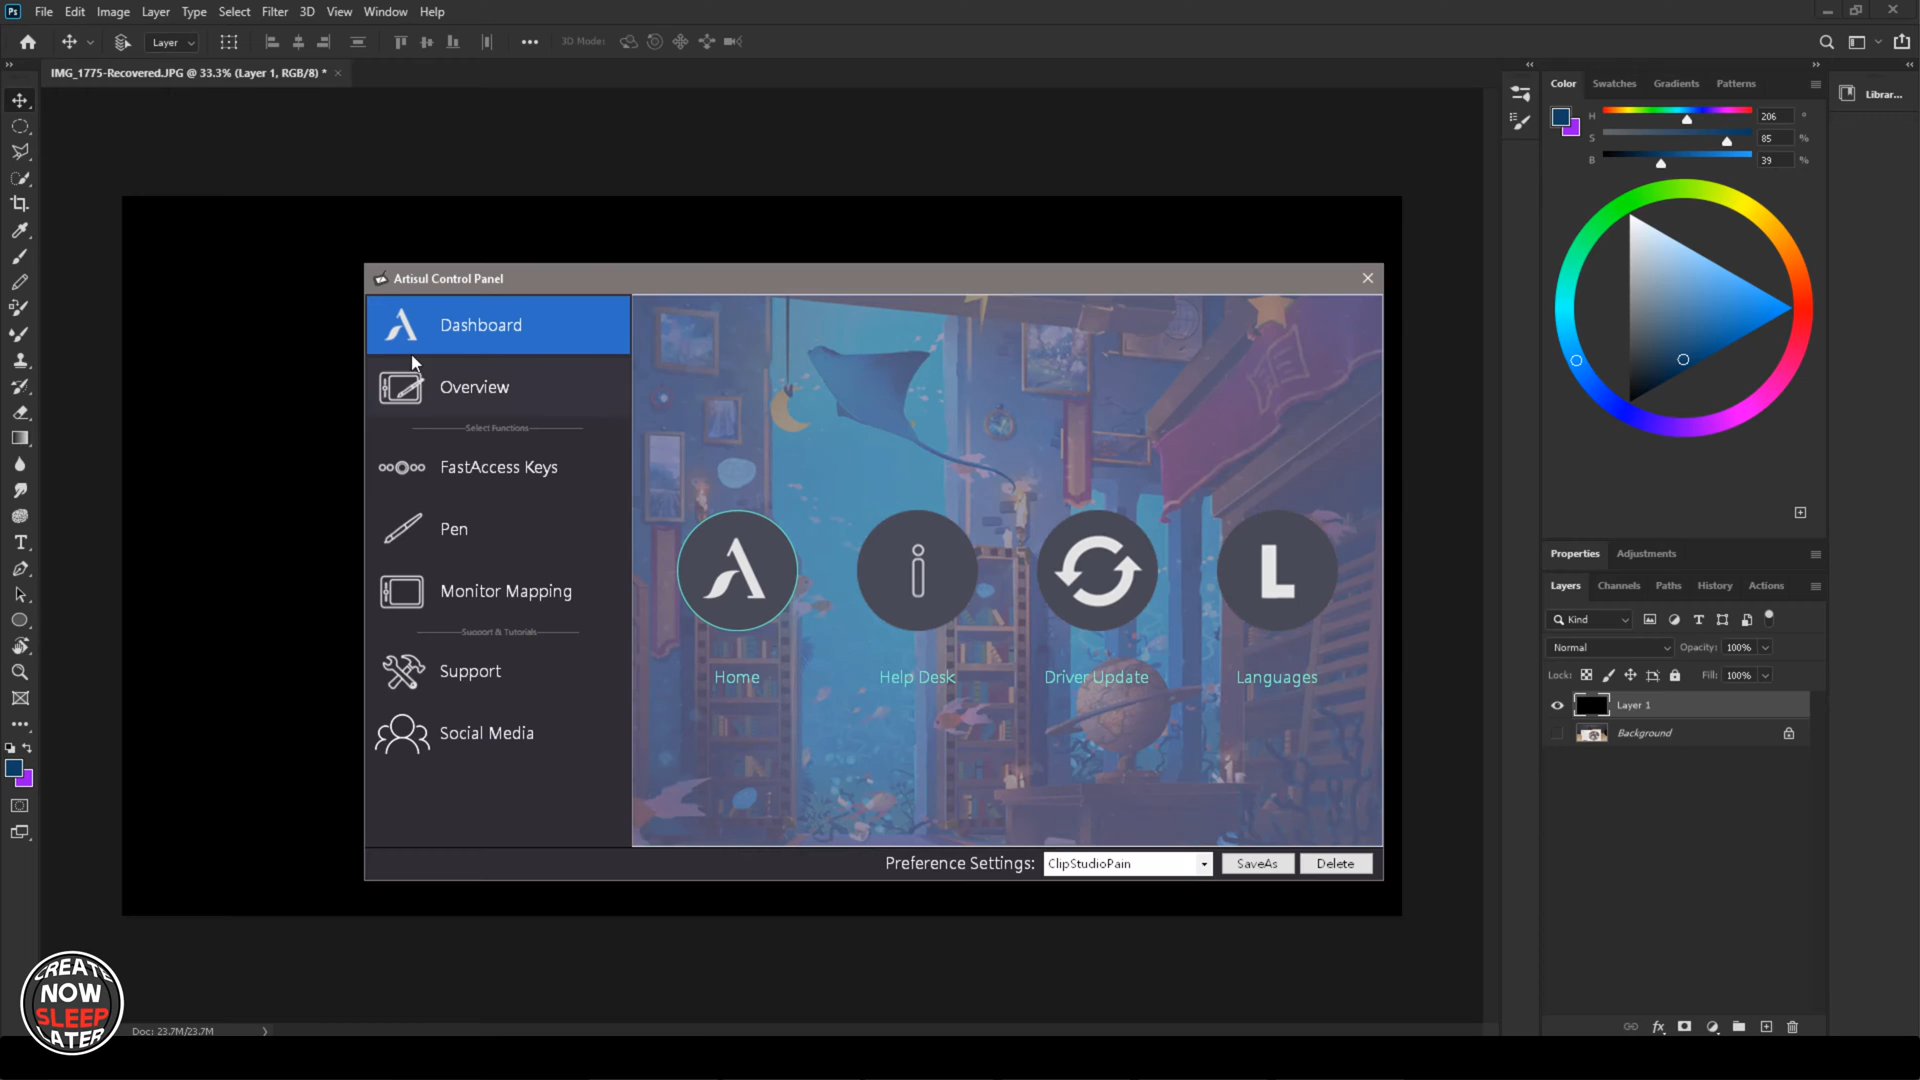 Ps File Edit Image Layer Type Select Filter 3D View Window Help
Layer 3D Mode:
IMG_1775-Recovered.JPG @ 33.3% (Layer 1, RGB/8) *
Color Swatches Gradients Patterns
Librar...
H 206 °
S 85 %
B 39 %
Artisul Control Panel
Dashboard
Overview
Select Functions
FastAccess Keys
Pen
Monitor Mapping
Support & Tutorials
Support
Social Media
Home
Help Desk
Driver Update
L
Languages
Preference Settings: ClipStudioPain SaveAs Delete
Properties Adjustments
Layers Channels Paths History Actions
Kind
Normal Opacity: 100%
Lock: Fill: 100%
Layer 1
Background
fx
CREATE
NOW
SLEEP
LATER
Doc: 23.7M/23.7M